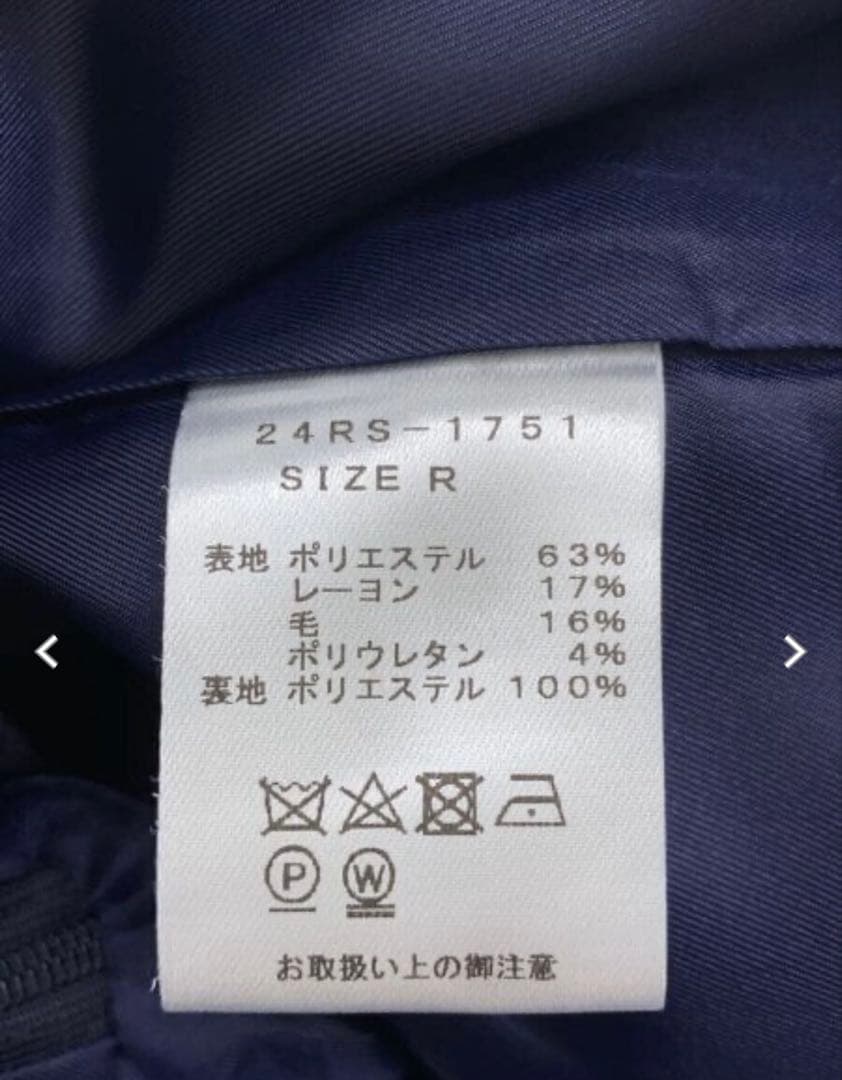 24RS-1751
SIZE R
表地 ポリエステル 63%
レーヨン 17%
毛 16%
ポリウレタン 4%
裏地 ポリエステル 100%
P W
お取扱い上の御注意